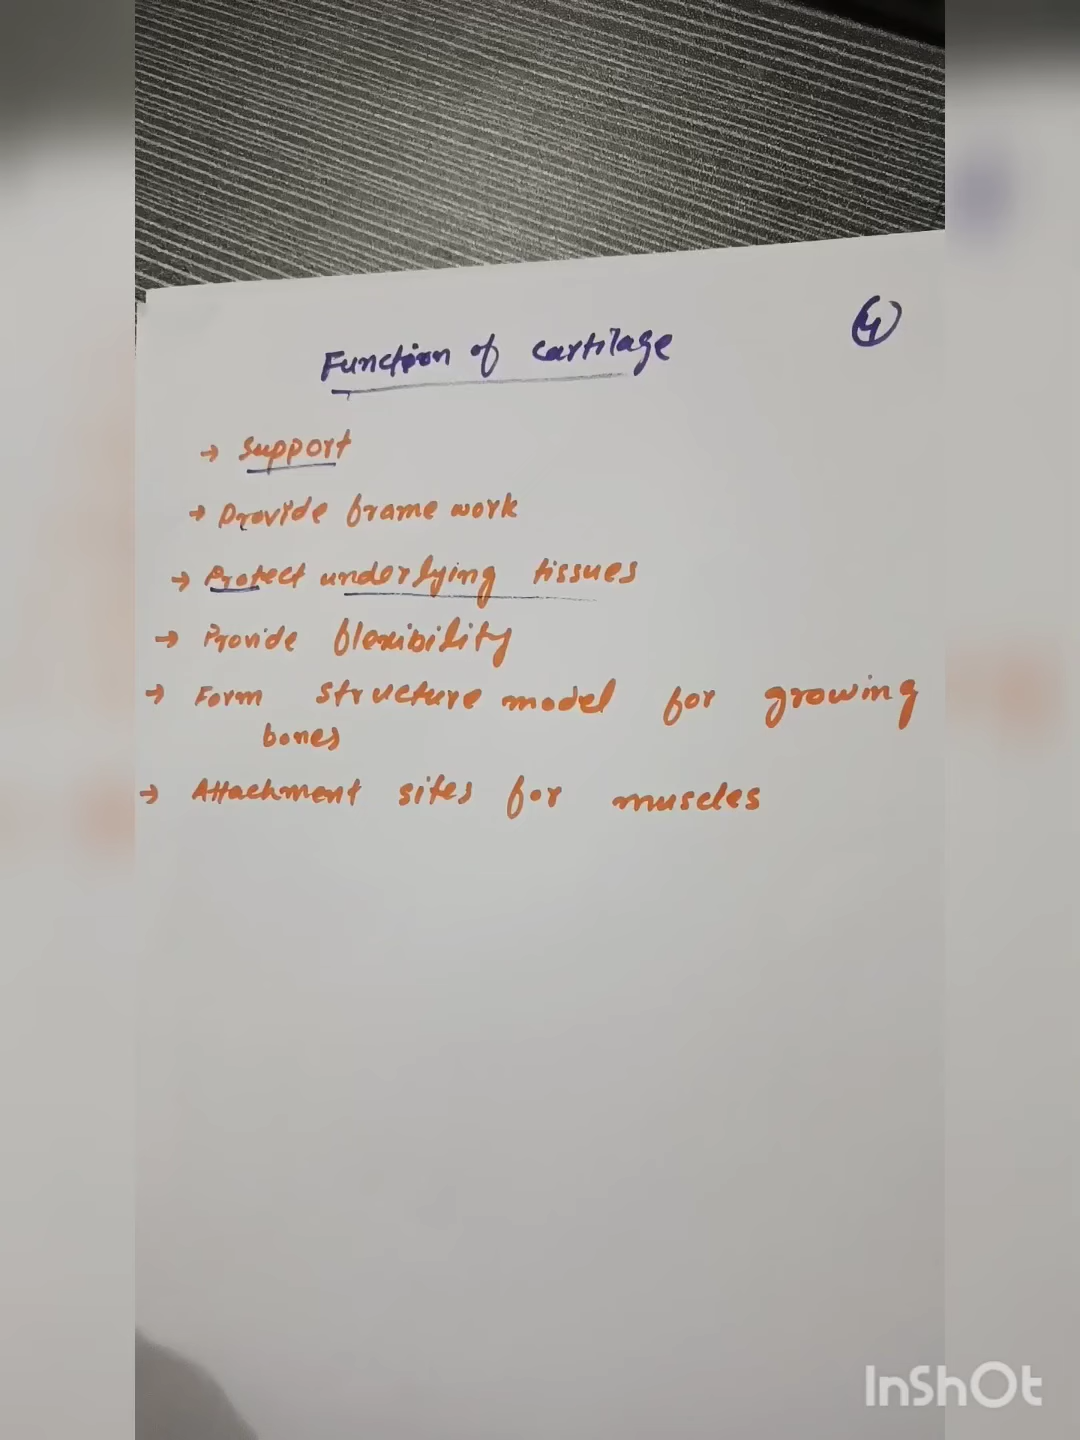 4
Function of cartilage
→ Support
→ Provide frame work
→ Protect underlying tissues
→ Provide flexibility
→ Form structure model for growing
bones
→ Attachment sites for muscles
InShOt